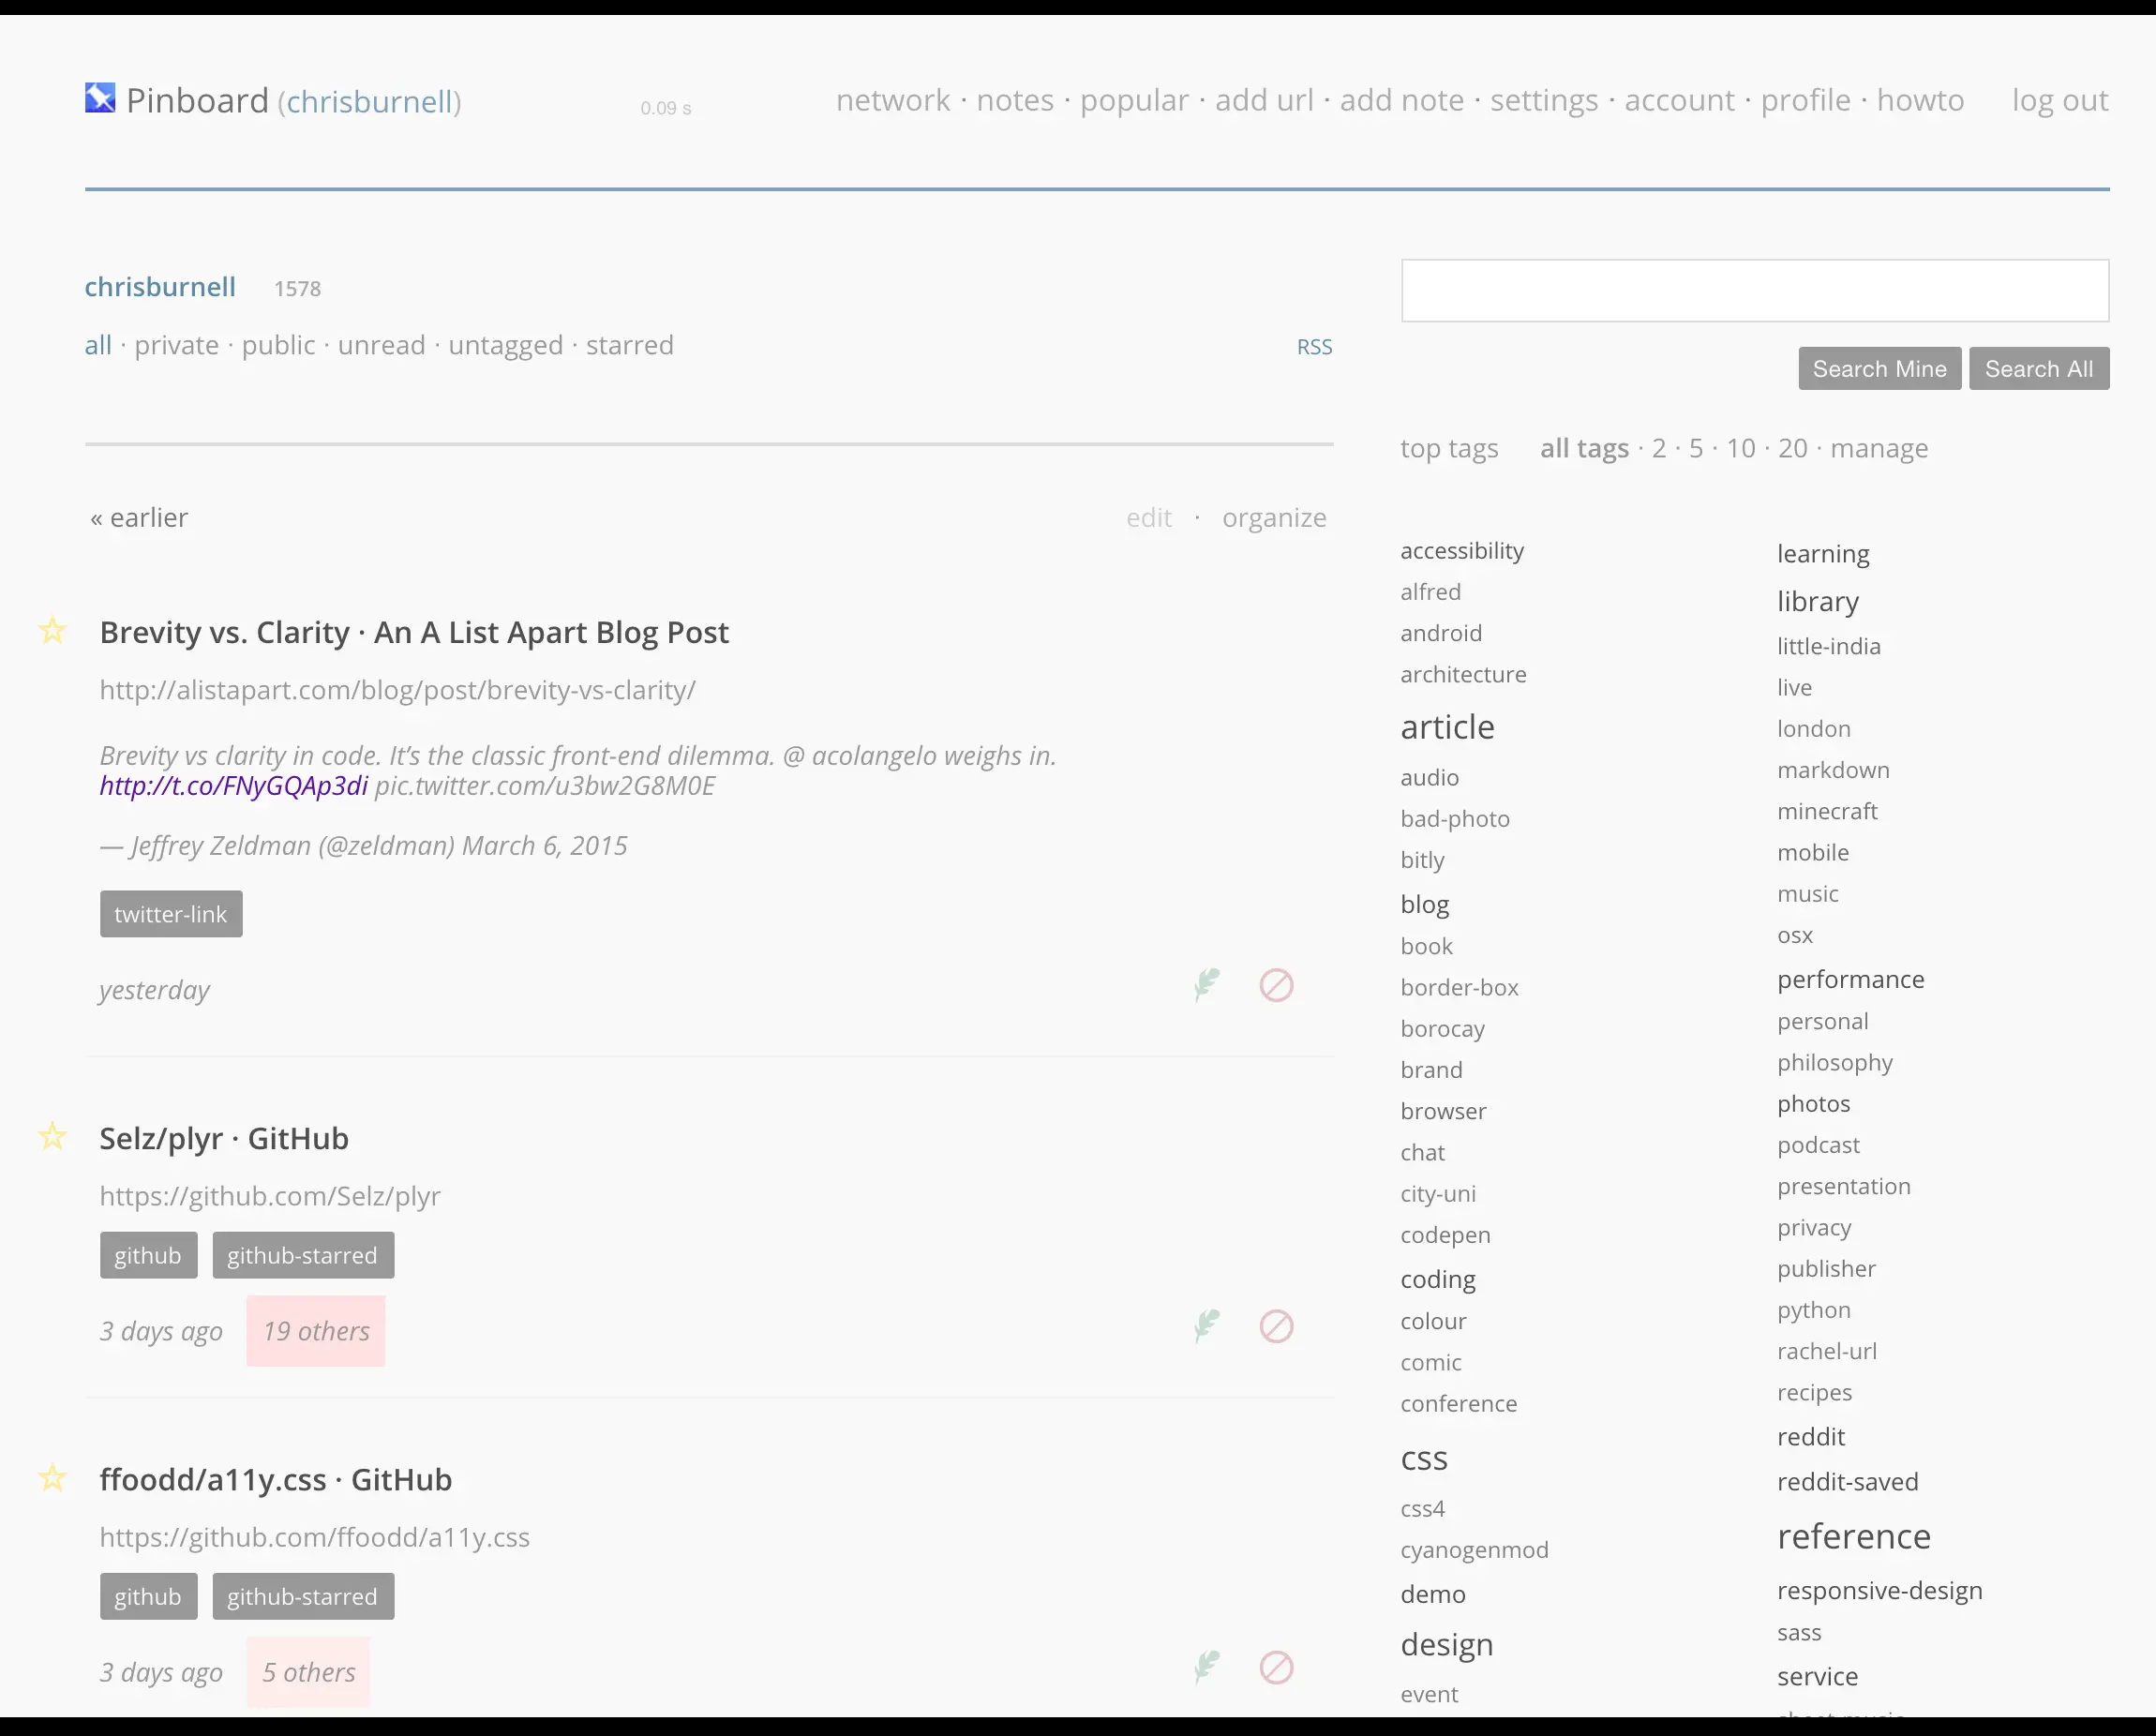 Pinboard (chrisburnell)
0.09 s
network · notes · popular · add url · add note · settings · account · profile · howto
log out
chrisburnell 1578
all · private · public · unread · untagged · starred
RSS
« earlier
edit · organize
Brevity vs. Clarity · An A List Apart Blog Post
http://alistapart.com/blog/post/brevity-vs-clarity/
Brevity vs clarity in code. It’s the classic front-end dilemma. @ acolangelo weighs in.
http://t.co/FNyGQAp3di pic.twitter.com/u3bw2G8M0E
— Jeffrey Zeldman (@zeldman) March 6, 2015
twitter-link
yesterday
Selz/plyr · GitHub
https://github.com/Selz/plyr
github github-starred
3 days ago 19 others
ffoodd/a11y.css · GitHub
https://github.com/ffoodd/a11y.css
github github-starred
3 days ago 5 others
Search Mine Search All
top tags all tags · 2 · 5 · 10 · 20 · manage
accessibility
alfred
android
architecture
article
audio
bad-photo
bitly
blog
book
border-box
borocay
brand
browser
chat
city-uni
codepen
coding
colour
comic
conference
css
css4
cyanogenmod
demo
design
event
learning
library
little-india
live
london
markdown
minecraft
mobile
music
osx
performance
personal
philosophy
photos
podcast
presentation
privacy
publisher
python
rachel-url
recipes
reddit
reddit-saved
reference
responsive-design
sass
service